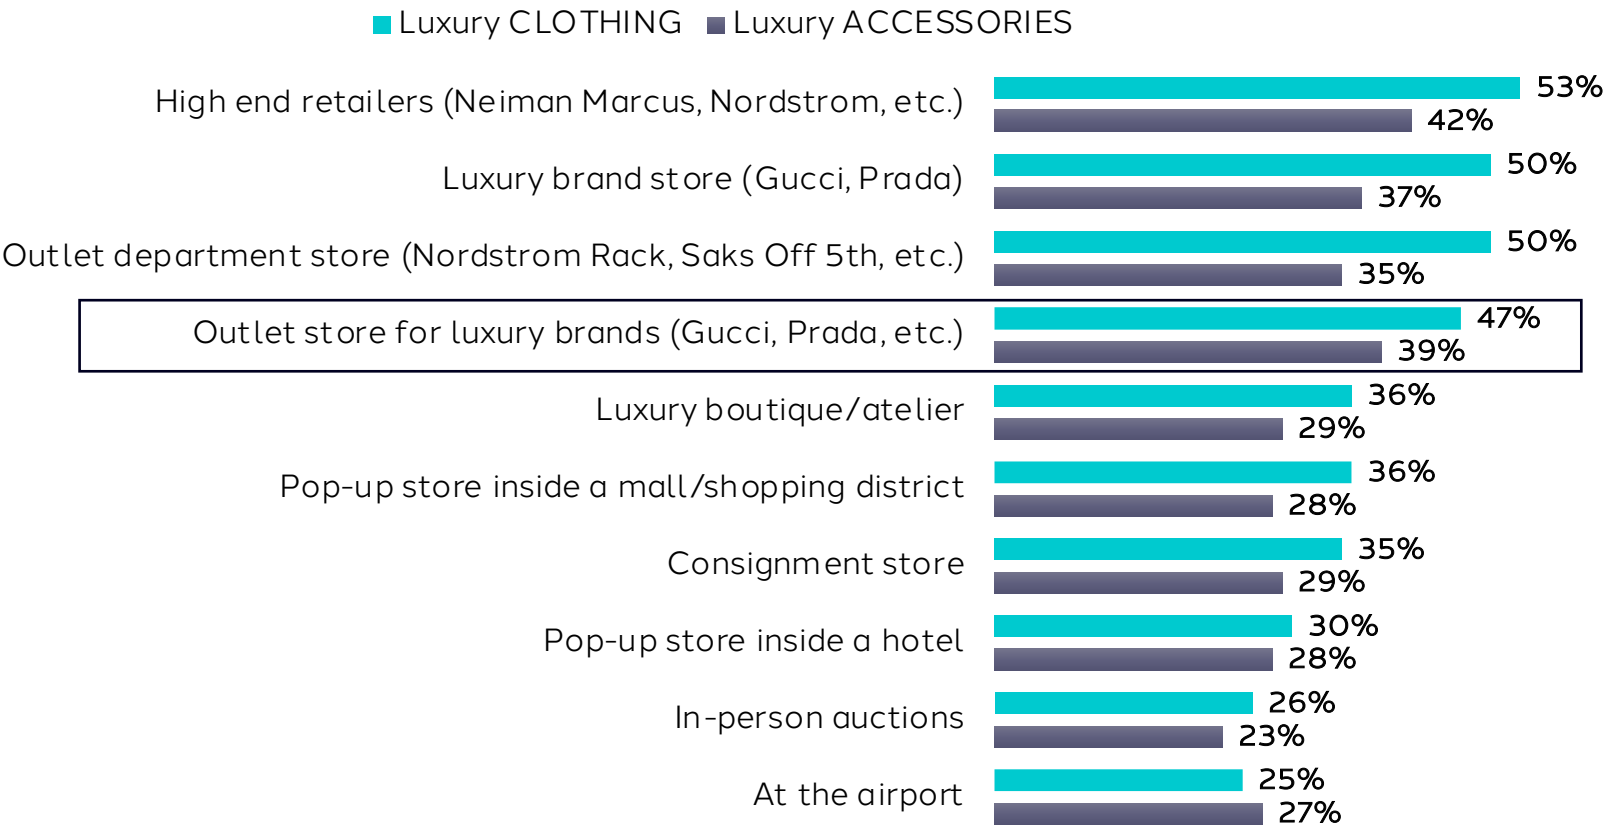 Luxury CLOTHING Luxury ACCESSORIES
High end retailers (Neiman Marcus, Nordstrom, etc.) 53%
42%
Luxury brand store (Gucci, Prada) 50%
37%
Outlet department store (Nordstrom Rack, Saks Off 5th, etc.) 50%
35%
Outlet store for luxury brands (Gucci, Prada, etc.) 47%
39%
Luxury boutique/atelier 36%
29%
Pop-up store inside a mall/shopping district 36%
28%
Consignment store 35%
29%
Pop-up store inside a hotel 30%
28%
In-person auctions 26%
23%
At the airport 25%
27%